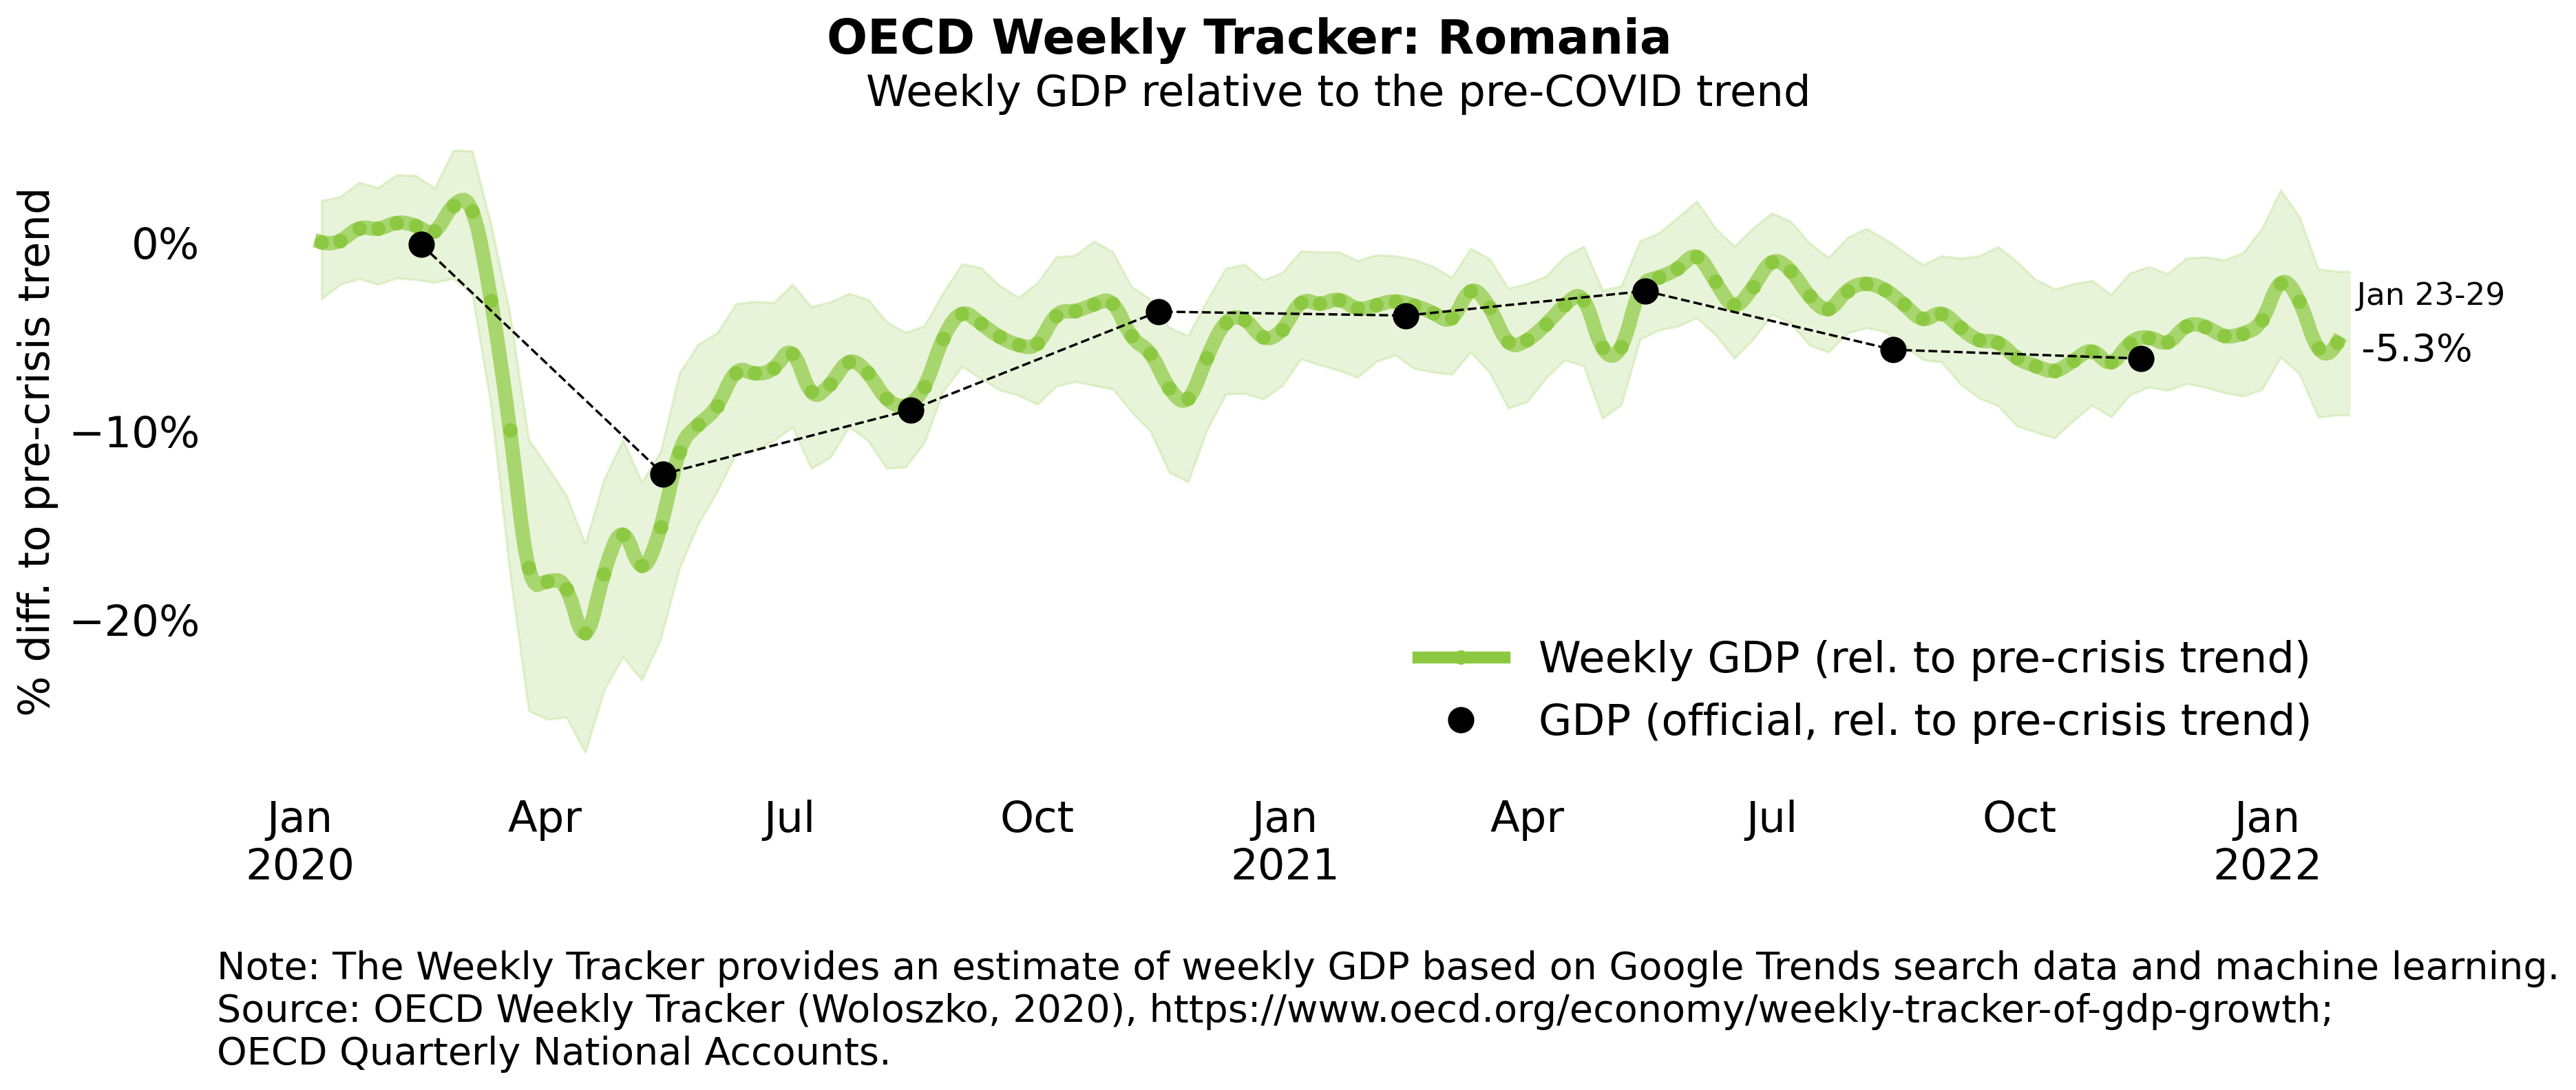 OECD Weekly Tracker: Romania
Weekly GDP relative to the pre-COVID trend
% diff. to pre-crisis trend
0%
−10%
−20%
Jan 23-29
-5.3%
Weekly GDP (rel. to pre-crisis trend)
GDP (official, rel. to pre-crisis trend)
Jan Apr Jul Oct Jan Apr Jul Oct Jan
2020 2021 2022
Note: The Weekly Tracker provides an estimate of weekly GDP based on Google Trends search data and machine learning.
Source: OECD Weekly Tracker (Woloszko, 2020), https://www.oecd.org/economy/weekly-tracker-of-gdp-growth;
OECD Quarterly National Accounts.